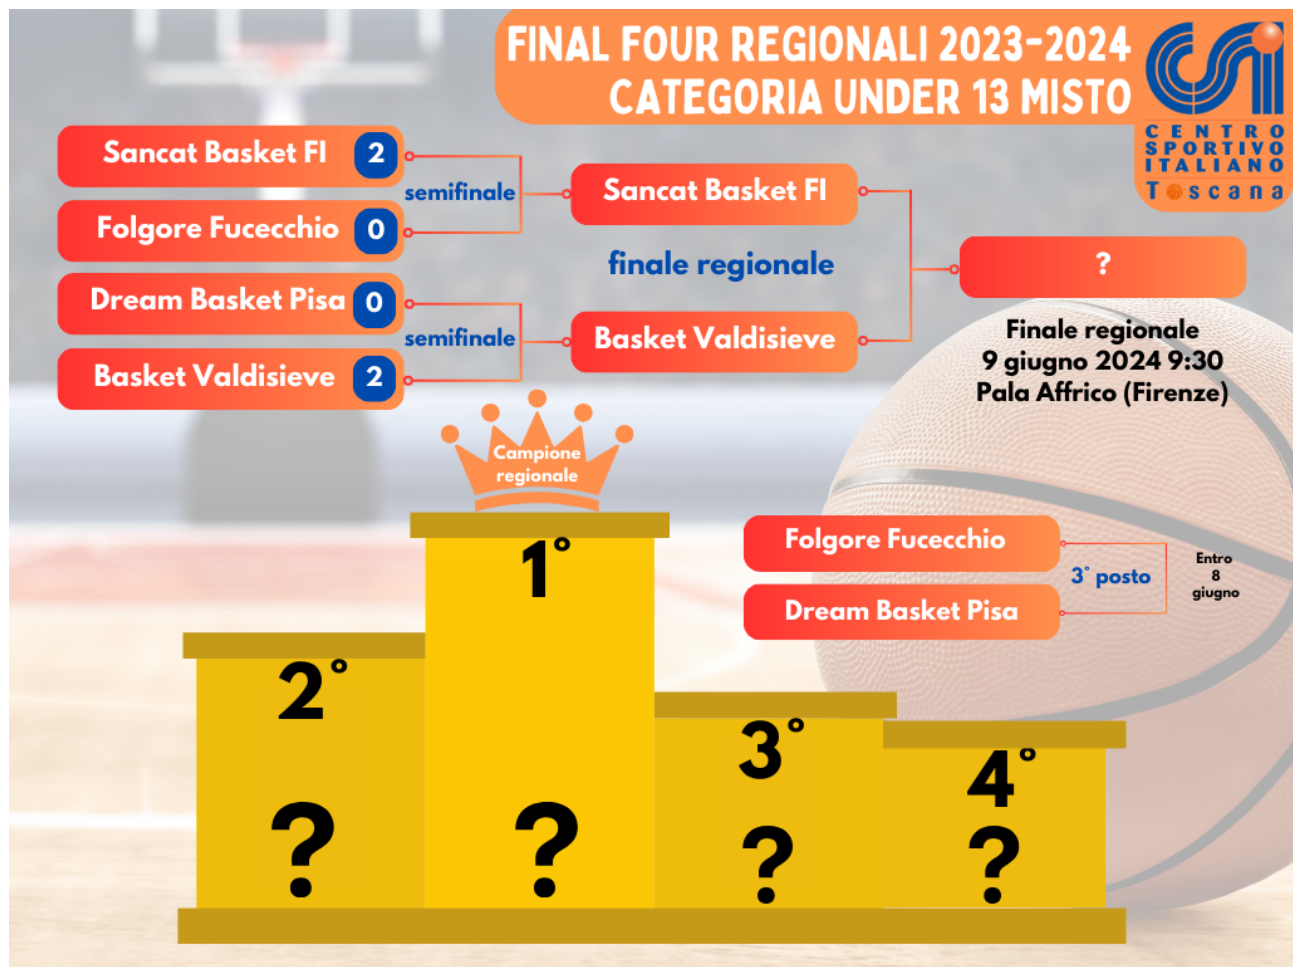 FINAL FOUR REGIONALI 2023-2024
CATEGORIA UNDER 13 MISTO
CSI
CENTRO
SPORTIVO
ITALIANO
Toscana
Sancat Basket FI 2
semifinale
Folgore Fucecchio 0
Dream Basket Pisa 0
semifinale
Basket Valdisieve 2
Sancat Basket FI
finale regionale
Basket Valdisieve
?
Finale regionale
9 giugno 2024 9:30
Pala Affrico (Firenze)
Campione
regionale
Folgore Fucecchio
3° posto
Dream Basket Pisa
Entro
8
giugno
1°
?
2°
?
3°
?
4°
?